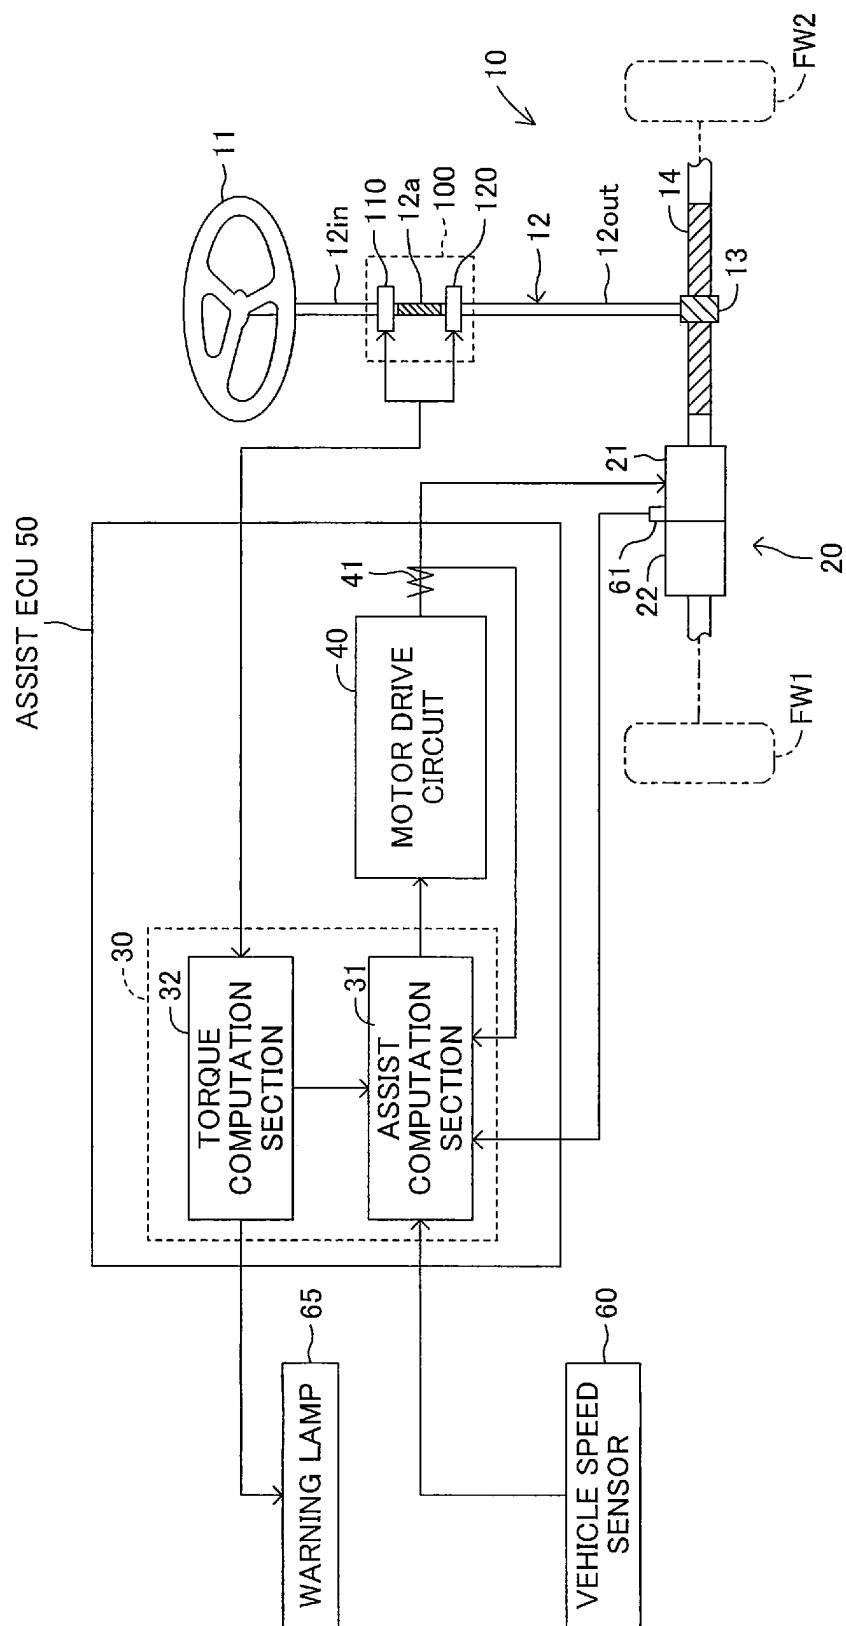 ASSIST ECU 50
11
10
12in
110
12a
100
120
12
12out
14
13
FW2
21
61
22
20
FW1
41
40
MOTOR DRIVE
CIRCUIT
30
32
TORQUE
COMPUTATION
SECTION
31
ASSIST
COMPUTATION
SECTION
65
WARNING LAMP
60
VEHICLE SPEED
SENSOR